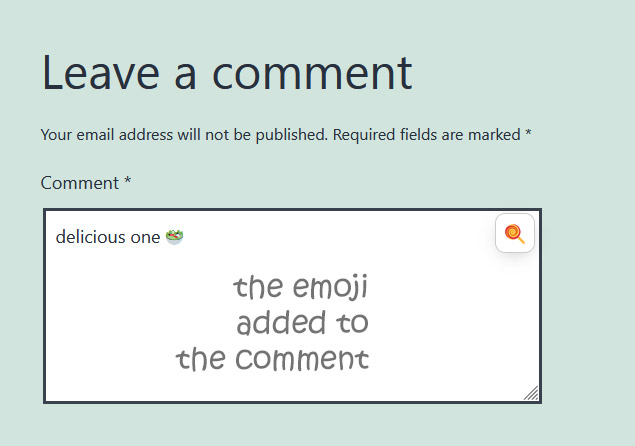 Leave a comment
Your email address will not be published. Required fields are marked *
Comment *
delicious one 🥗
the emoji
added to
the comment